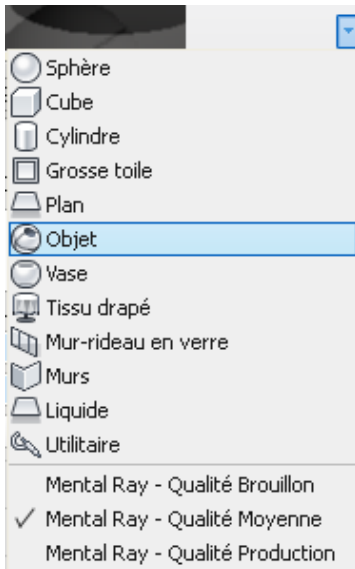 Sphère
Cube
Cylindre
Grosse toile
Plan
Objet
Vase
Tissu drapé
Mur-rideau en verre
Murs
Liquide
Utilitaire
Mental Ray - Qualité Brouillon
Mental Ray - Qualité Moyenne
Mental Ray - Qualité Production